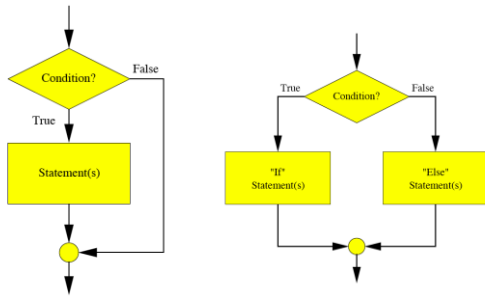 Condition?
False
True
Statement(s)
True
Condition?
False
"If"
Statement(s)
"Else"
Statement(s)